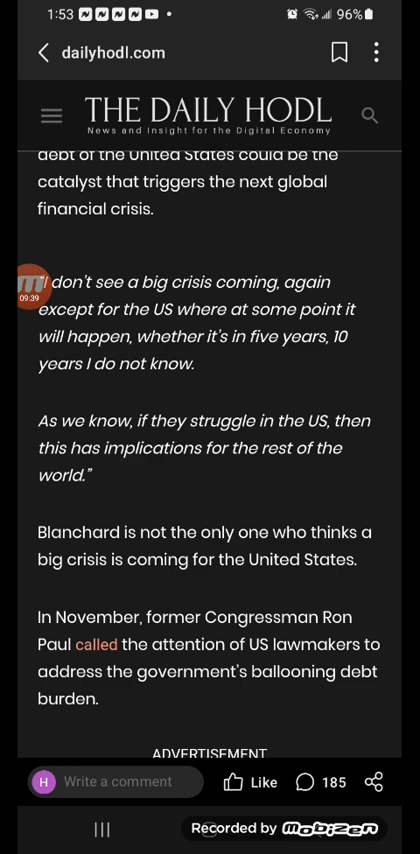 1:53 96%
dailyhodl.com
THE DAILY HODL
News and Insight for the Digital Economy
debt of the United States could be the
catalyst that triggers the next global
financial crisis.
“I don’t see a big crisis coming, again
09:39
except for the US where at some point it
will happen, whether it’s in five years, 10
years I do not know.
As we know, if they struggle in the US, then
this has implications for the rest of the
world.”
Blanchard is not the only one who thinks a
big crisis is coming for the United States.
In November, former Congressman Ron
Paul called the attention of US lawmakers to
address the government’s ballooning debt
burden.
ADVERTISEMENT
H Write a comment Like 185
Recorded by mobizen